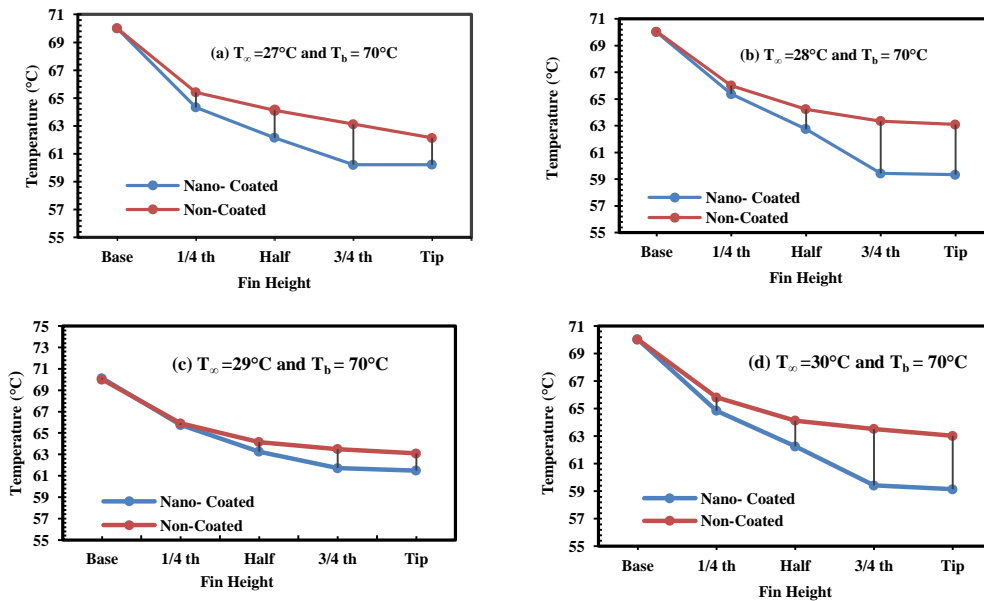 (a) T∞ =27°C and Tb = 70°C
Temperature (°C)
71
69
67
65
63
61
59
57
55
Nano- Coated
Non-Coated
Base 1/4 th Half 3/4 th Tip
Fin Height
(b) T∞ =28°C and Tb = 70°C
Temperature (°C)
71
69
67
65
63
61
59
57
55
Nano- Coated
Non-Coated
Base 1/4 th Half 3/4 th Tip
Fin Height
(c) T∞ =29°C and Tb = 70°C
Temperature (°C)
75
73
71
69
67
65
63
61
59
57
55
Nano- Coated
Non-Coated
Base 1/4 th Half 3/4 th Tip
Fin Height
(d) T∞ =30°C and Tb = 70°C
Temperature (°C)
71
69
67
65
63
61
59
57
55
Nano- Coated
Non-Coated
Base 1/4 th Half 3/4 th Tip
Fin Height